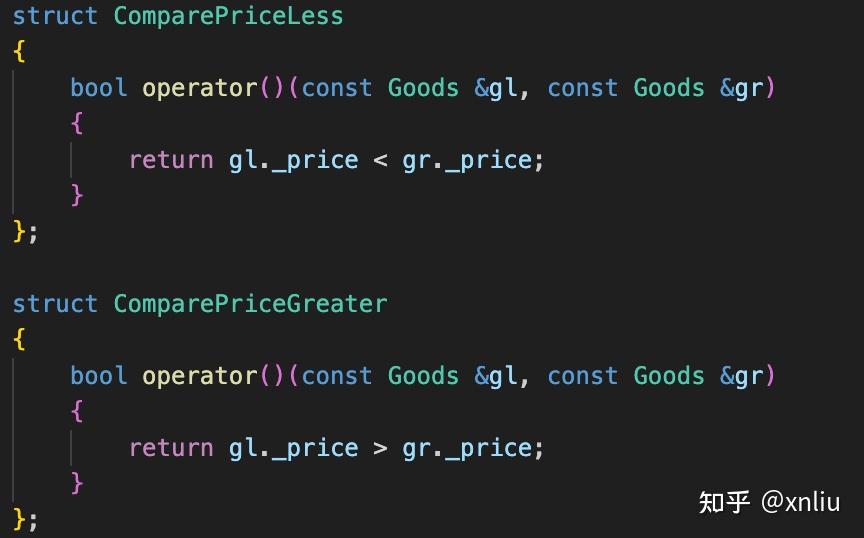 struct ComparePriceLess
{
    bool operator()(const Goods &gl, const Goods &gr)
    {
        return gl._price < gr._price;
    }
};

struct ComparePriceGreater
{
    bool operator()(const Goods &gl, const Goods &gr)
    {
        return gl._price > gr._price;
    }
};
知乎 @xnliu